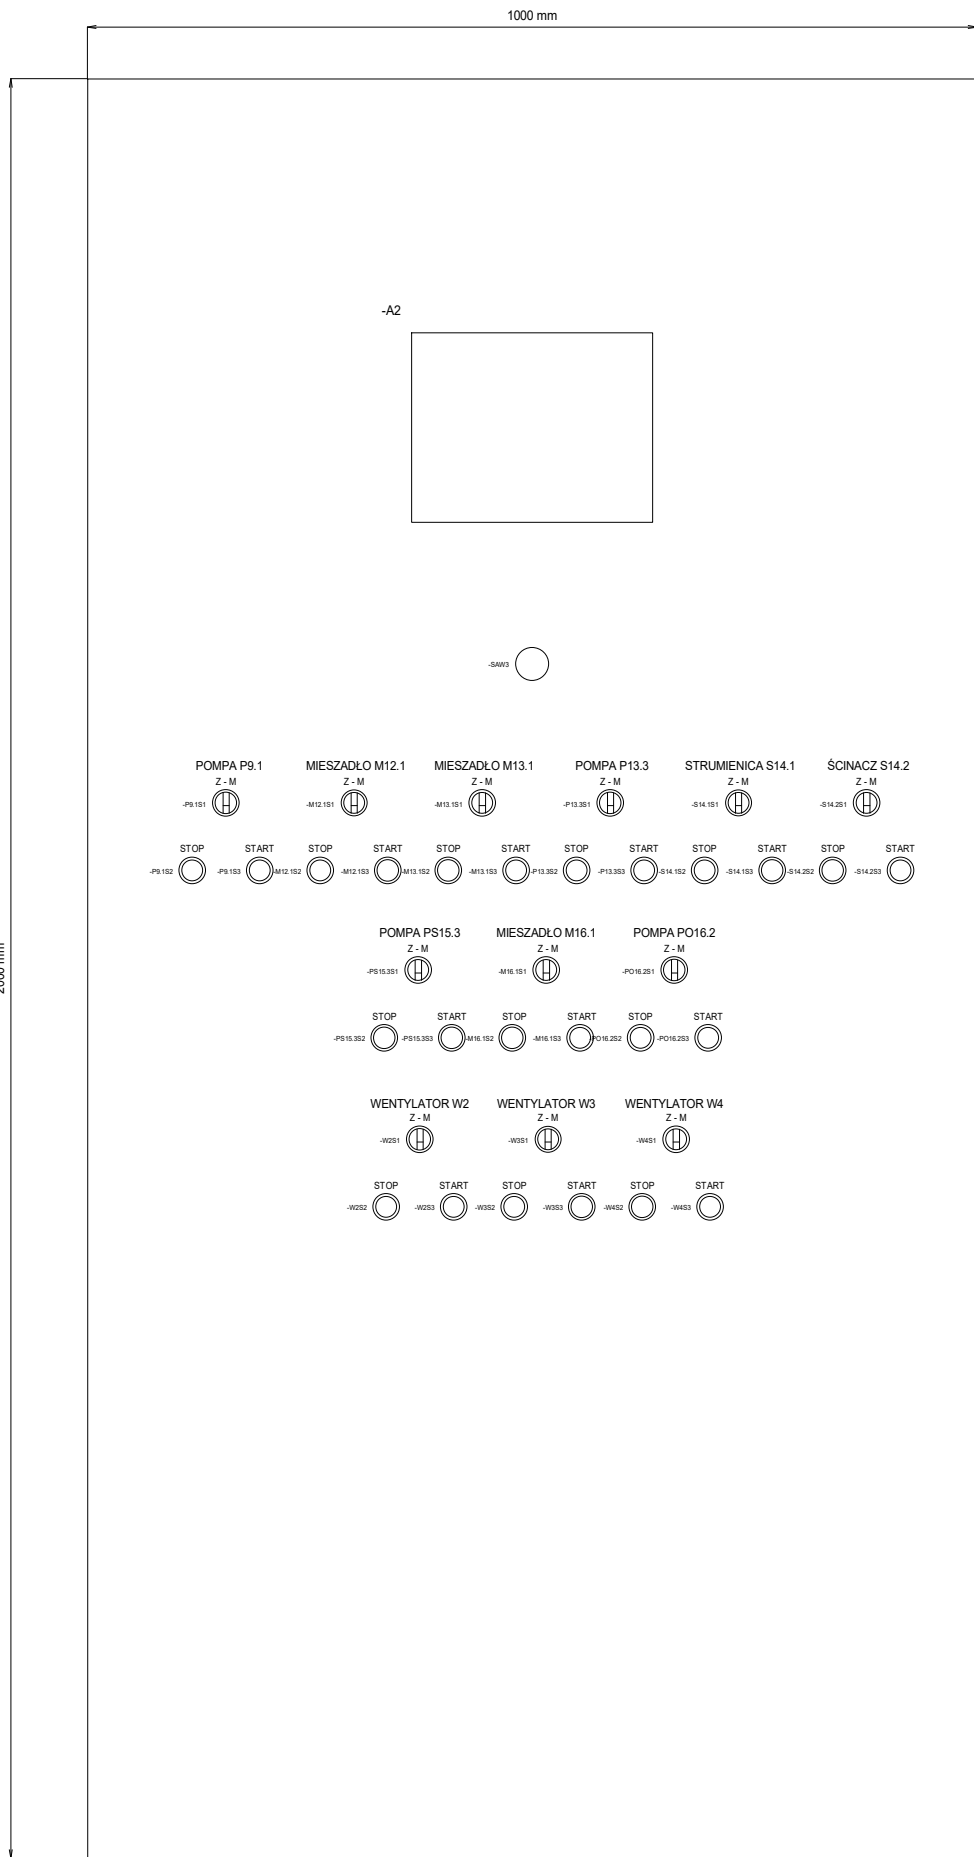 1000 mm
-A2
-SAW3
POMPA P9.1 MIESZADŁO M12.1 MIESZADŁO M13.1 POMPA P13.3 STRUMIENICA S14.1 ŚCINACZ S14.2
Z - M Z - M Z - M Z - M Z - M Z - M
-P9.1S1 -M12.1S1 -M13.1S1 -P13.3S1 -S14.1S1 -S14.2S1
STOP START STOP START STOP START STOP START STOP START STOP START
-P9.1S2 -P9.1S3 -M12.1S2 -M12.1S3 -M13.1S2 -M13.1S3 -P13.3S2 -P13.3S3 -S14.1S2 -S14.1S3 -S14.2S2 -S14.2S3
POMPA PS15.3 MIESZADŁO M16.1 POMPA PO16.2
Z - M Z - M Z - M
-PS15.3S1 -M16.1S1 -PO16.2S1
STOP START STOP START STOP START
-PS15.3S2 -PS15.3S3 -M16.1S2 -M16.1S3 -PO16.2S2 -PO16.2S3
WENTYLATOR W2 WENTYLATOR W3 WENTYLATOR W4
Z - M Z - M Z - M
-W2S1 -W3S1 -W4S1
STOP START STOP START STOP START
-W2S2 -W2S3 -W3S2 -W3S3 -W4S2 -W4S3